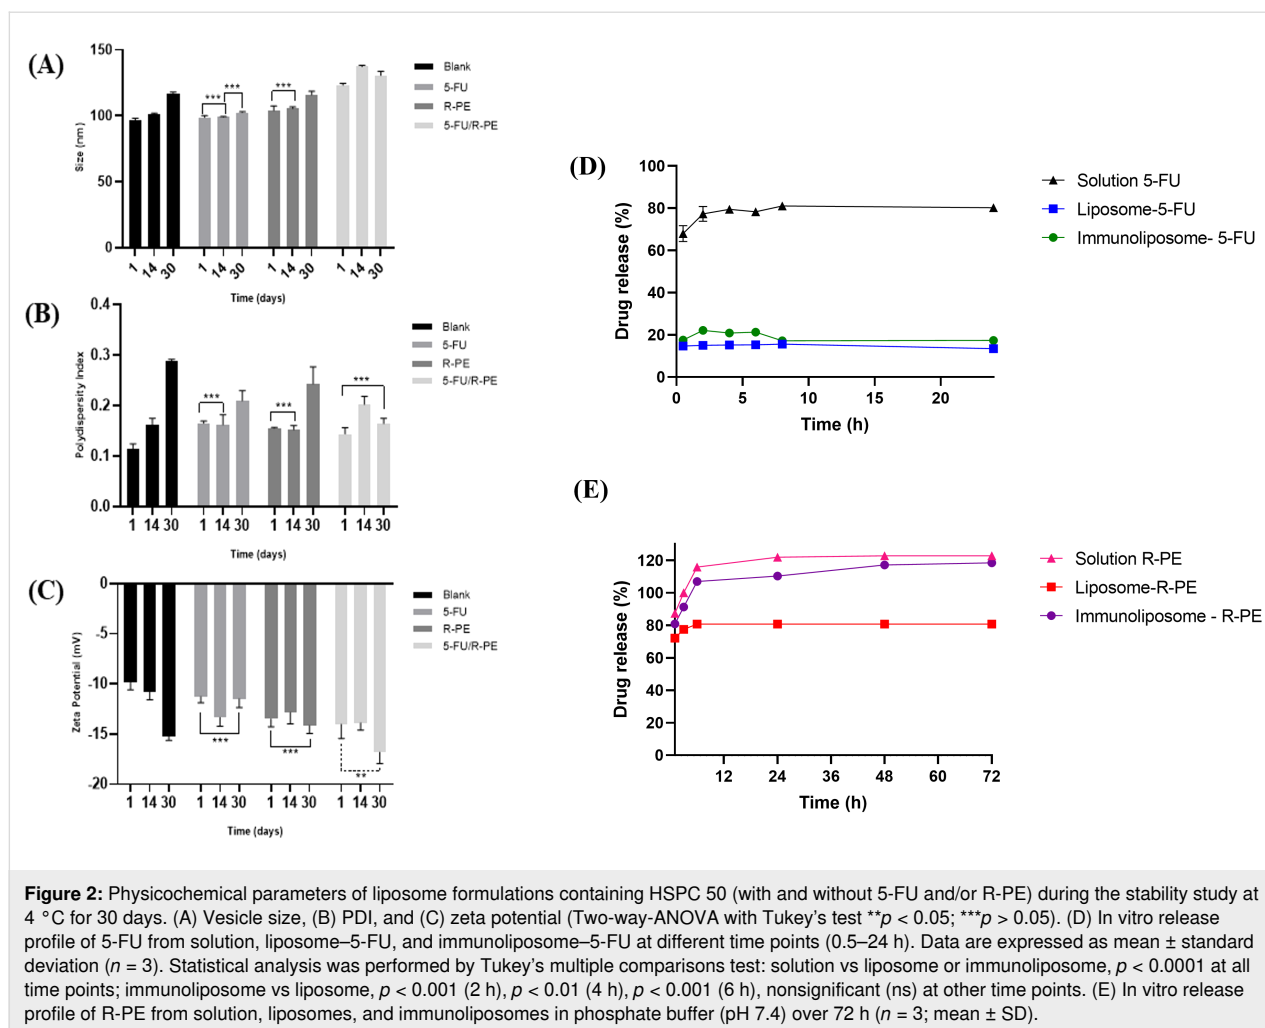 (A)
150
100
50
0
Size (nm)
1 14 30 1 14 30 1 14 30 1 14 30
Time (days)
*** *** ***
Blank
5-FU
R-PE
5-FU/R-PE
(B)
0.4
0.3
0.2
0.1
0.0
Polydispersity Index
1 14 30 1 14 30 1 14 30 1 14 30
Time (days)
*** *** ***
Blank
5-FU
R-PE
5-FU/R-PE
(C)
0
-5
-10
-15
-20
Zeta Potential (mV)
1 14 30 1 14 30 1 14 30 1 14 30
Time (days)
*** *** **
Blank
5-FU
R-PE
5-FU/R-PE
(D)
100
80
60
40
20
0
Drug release (%)
0 5 10 15 20
Time (h)
Solution 5-FU
Liposome-5-FU
Immunoliposome- 5-FU
(E)
120
100
80
60
40
20
0
Drug release (%)
12 24 36 48 60 72
Time (h)
Solution R-PE
Liposome-R-PE
Immunoliposome - R-PE
Figure 2: Physicochemical parameters of liposome formulations containing HSPC 50 (with and without 5-FU and/or R-PE) during the stability study at
4 °C for 30 days. (A) Vesicle size, (B) PDI, and (C) zeta potential (Two-way-ANOVA with Tukey's test **p < 0.05; ***p > 0.05). (D) In vitro release
profile of 5-FU from solution, liposome–5-FU, and immunoliposome–5-FU at different time points (0.5–24 h). Data are expressed as mean ± standard
deviation (n = 3). Statistical analysis was performed by Tukey's multiple comparisons test: solution vs liposome or immunoliposome, p < 0.0001 at all
time points; immunoliposome vs liposome, p < 0.001 (2 h), p < 0.01 (4 h), p < 0.001 (6 h), nonsignificant (ns) at other time points. (E) In vitro release
profile of R-PE from solution, liposomes, and immunoliposomes in phosphate buffer (pH 7.4) over 72 h (n = 3; mean ± SD).